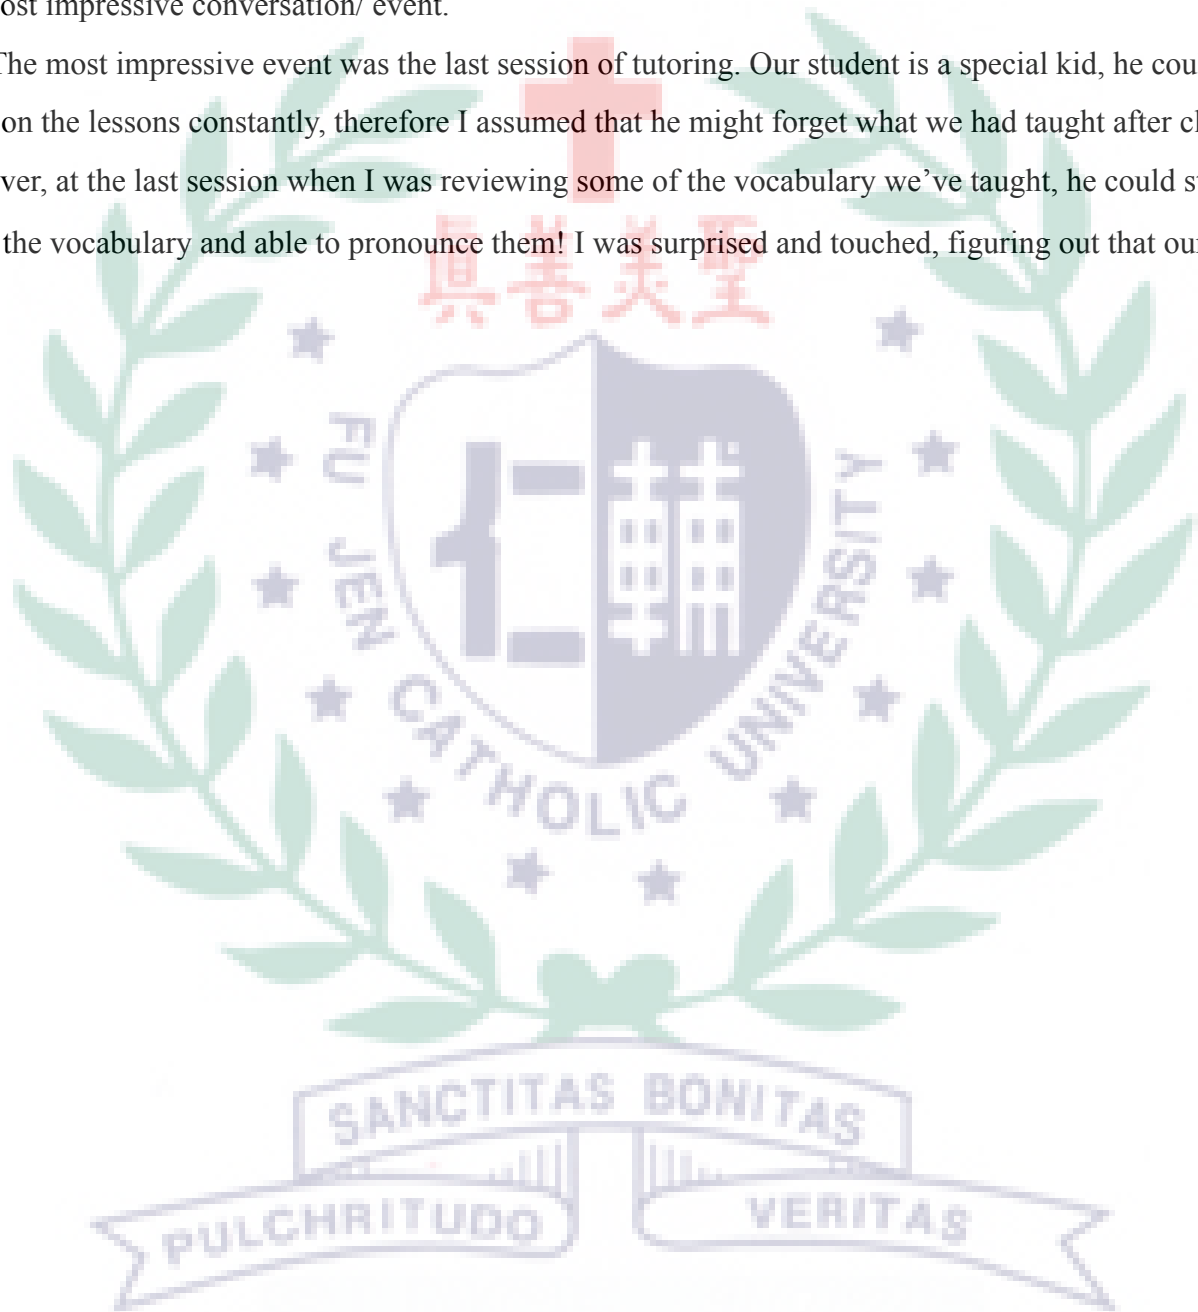 ost impressive conversation/ event.
The most impressive event was the last session of tutoring. Our student is a special kid, he cou
on the lessons constantly, therefore I assumed that he might forget what we had taught after cl
ver, at the last session when I was reviewing some of the vocabulary we've taught, he could st
the vocabulary and able to pronounce them! I was surprised and touched, figuring out that our
真善美聖
仁輔
FU JEN CATHOLIC UNIVERSITY
SANCTITAS BONITAS
PULCHRITUDO VERITAS